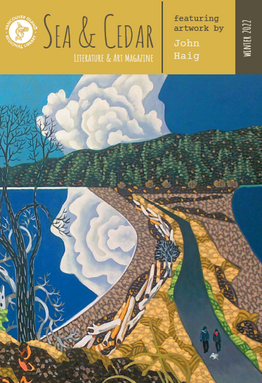 Sea & Cedar
Literature & Art Magazine
featuring
artwork by
John
Haig
WINTER 2022